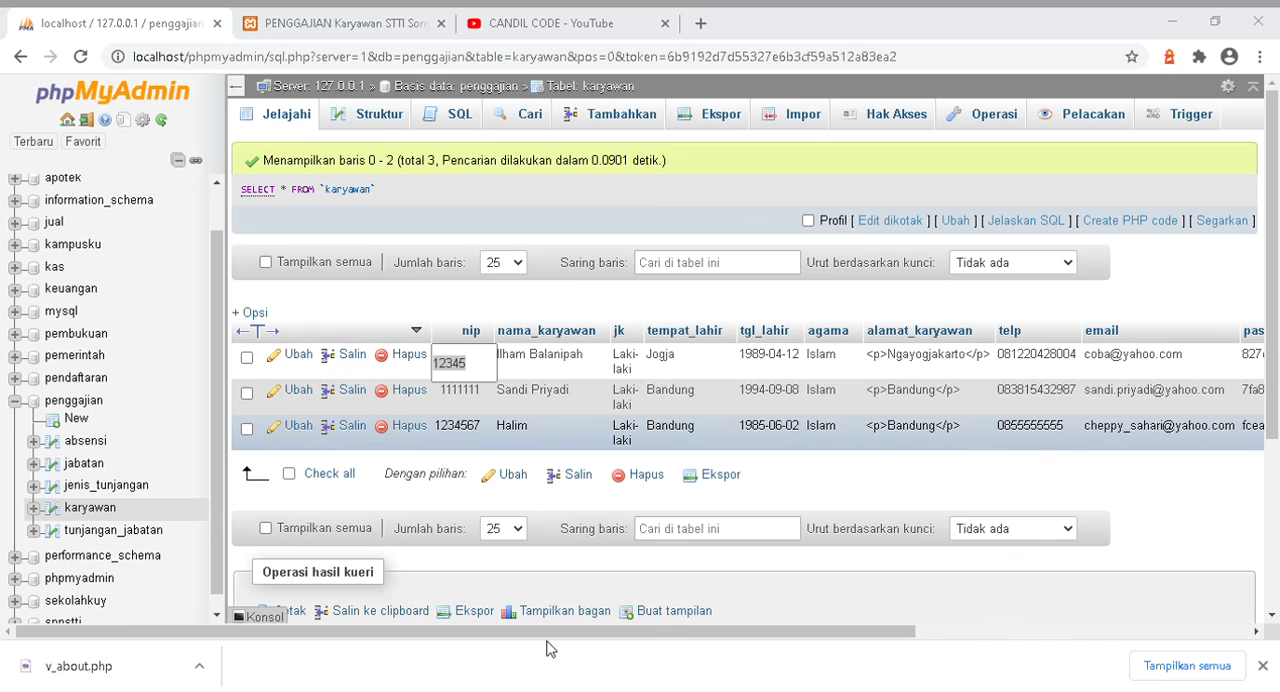 localhost / 127.0.0.1 / penggajian
PENGGAJIAN Karyawan STTI Son
CANDIL CODE - YouTube
localhost/phpmyadmin/sql.php?server=1&db=penggajian&table=karyawan&pos=0&token=6b9192d7d55327e6b3cf59a512a83ea2
phpMyAdmin
Terbaru Favorit
apotek
information_schema
jual
kampusku
kas
keuangan
mysql
pembukuan
pemerintah
pendaftaran
penggajian
New
absensi
jabatan
jenis_tunjangan
karyawan
tunjangan_jabatan
performance_schema
phpmyadmin
sekolahkuy
spnstti
Server: 127.0.0.1 » Basis data: penggajian » Tabel: karyawan
Jelajahi Struktur SQL Cari Tambahkan Ekspor Impor Hak Akses Operasi Pelacakan Trigger
Menampilkan baris 0 - 2 (total 3, Pencarian dilakukan dalam 0.0901 detik.)
SELECT * FROM `karyawan`
Profil [ Edit dikotak ] [ Ubah ] [ Jelaskan SQL ] [ Create PHP code ] [ Segarkan ]
Tampilkan semua Jumlah baris: 25 Saring baris: Cari di tabel ini Urut berdasarkan kunci: Tidak ada
+ Opsi
←T→ nip nama_karyawan jk tempat_lahir tgl_lahir agama alamat_karyawan telp email pas
Ubah Salin Hapus 12345 Ilham Balanipah Laki-laki Jogja 1989-04-12 Islam <p>Ngayogjakarto</p> 081220428004 coba@yahoo.com 827
Ubah Salin Hapus 1111111 Sandi Priyadi Laki-laki Bandung 1994-09-08 Islam <p>Bandung</p> 083815432987 sandi.priyadi@yahoo.com 7fa8
Ubah Salin Hapus 1234567 Halim Laki-laki Bandung 1985-06-02 Islam <p>Bandung</p> 0855555555 cheppy_sahari@yahoo.com fcea
Check all Dengan pilihan: Ubah Salin Hapus Ekspor
Tampilkan semua Jumlah baris: 25 Saring baris: Cari di tabel ini Urut berdasarkan kunci: Tidak ada
Operasi hasil kueri
Salin ke clipboard Ekspor Tampilkan bagan Buat tampilan
Konsol
v_about.php
Tampilkan semua